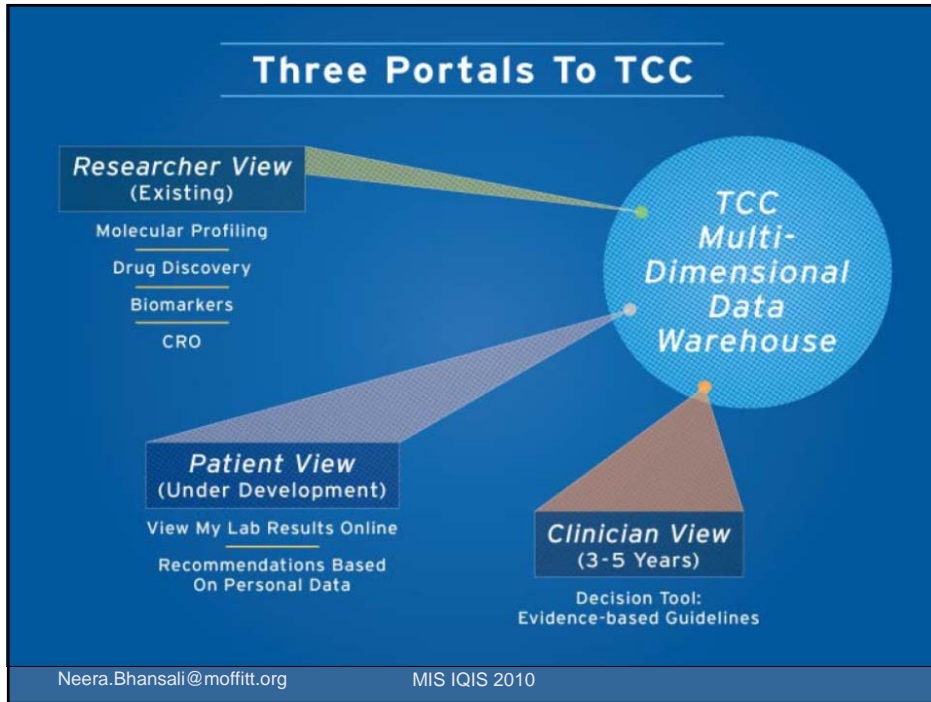 Three Portals To TCC
Researcher View
(Existing)
Molecular Profiling
Drug Discovery
Biomarkers
CRO
TCC
Multi-
Dimensional
Data
Warehouse
Patient View
(Under Development)
View My Lab Results Online
Recommendations Based
On Personal Data
Clinician View
(3-5 Years)
Decision Tool:
Evidence-based Guidelines
Neera.Bhansali@moffitt.org
MIS IQIS 2010